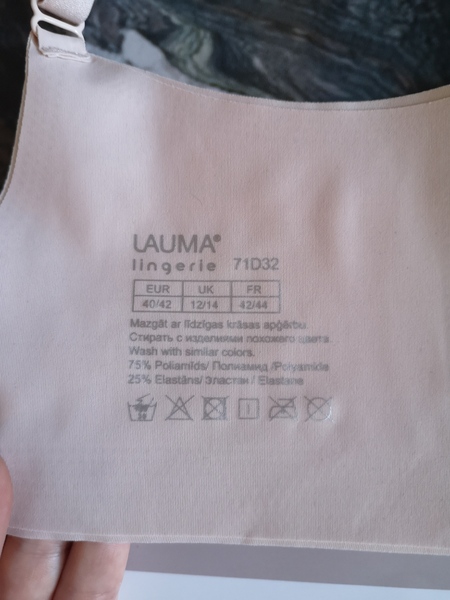 LAUMA®
lingerie 71D32
EUR UK FR
40/42 12/14 42/44
Mazgāt ar līdzīgas krāsas apģērbu.
Стирать с изделиями похожего цвета.
Wash with similar colors.
75% Poliamīds/ Полиамид /Polyamide
25% Elastāns/ Эластан / Elastane